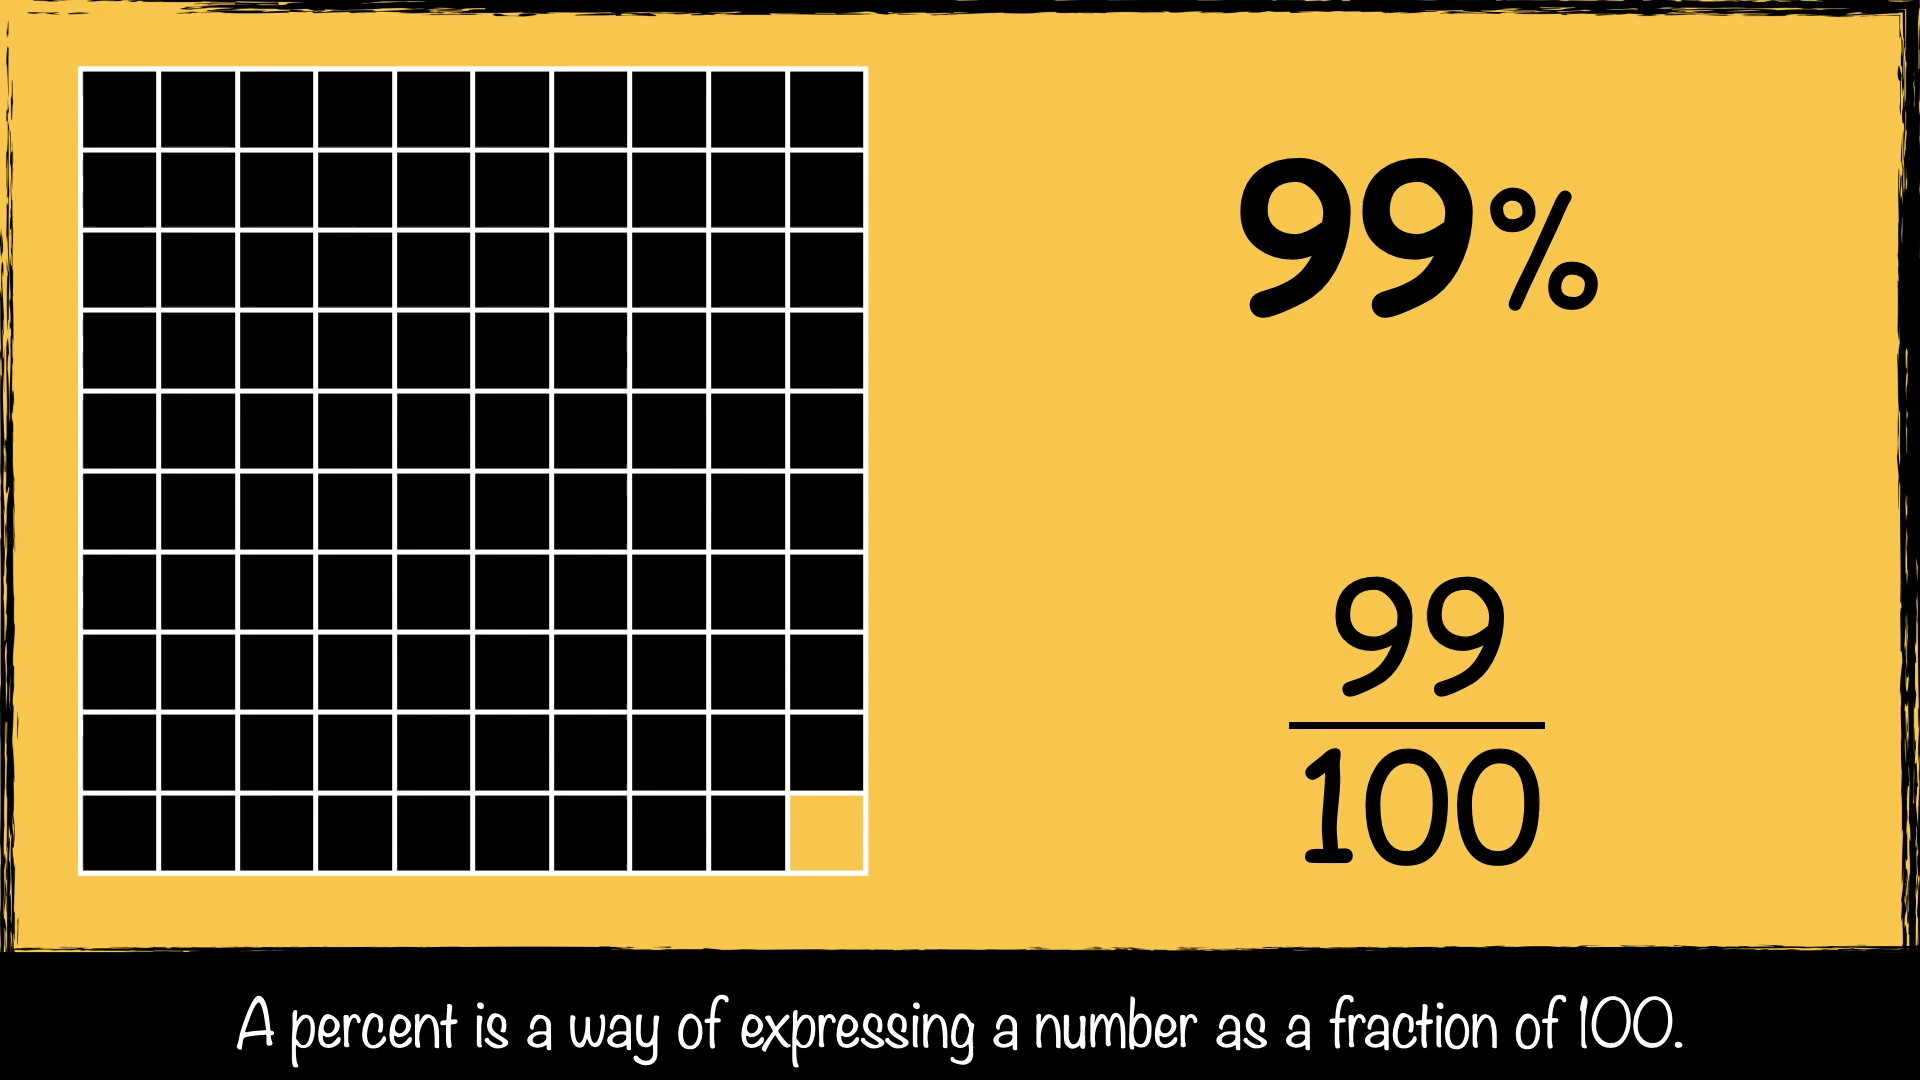 99%
99
100
A percent is a way of expressing a number as a fraction of 100.